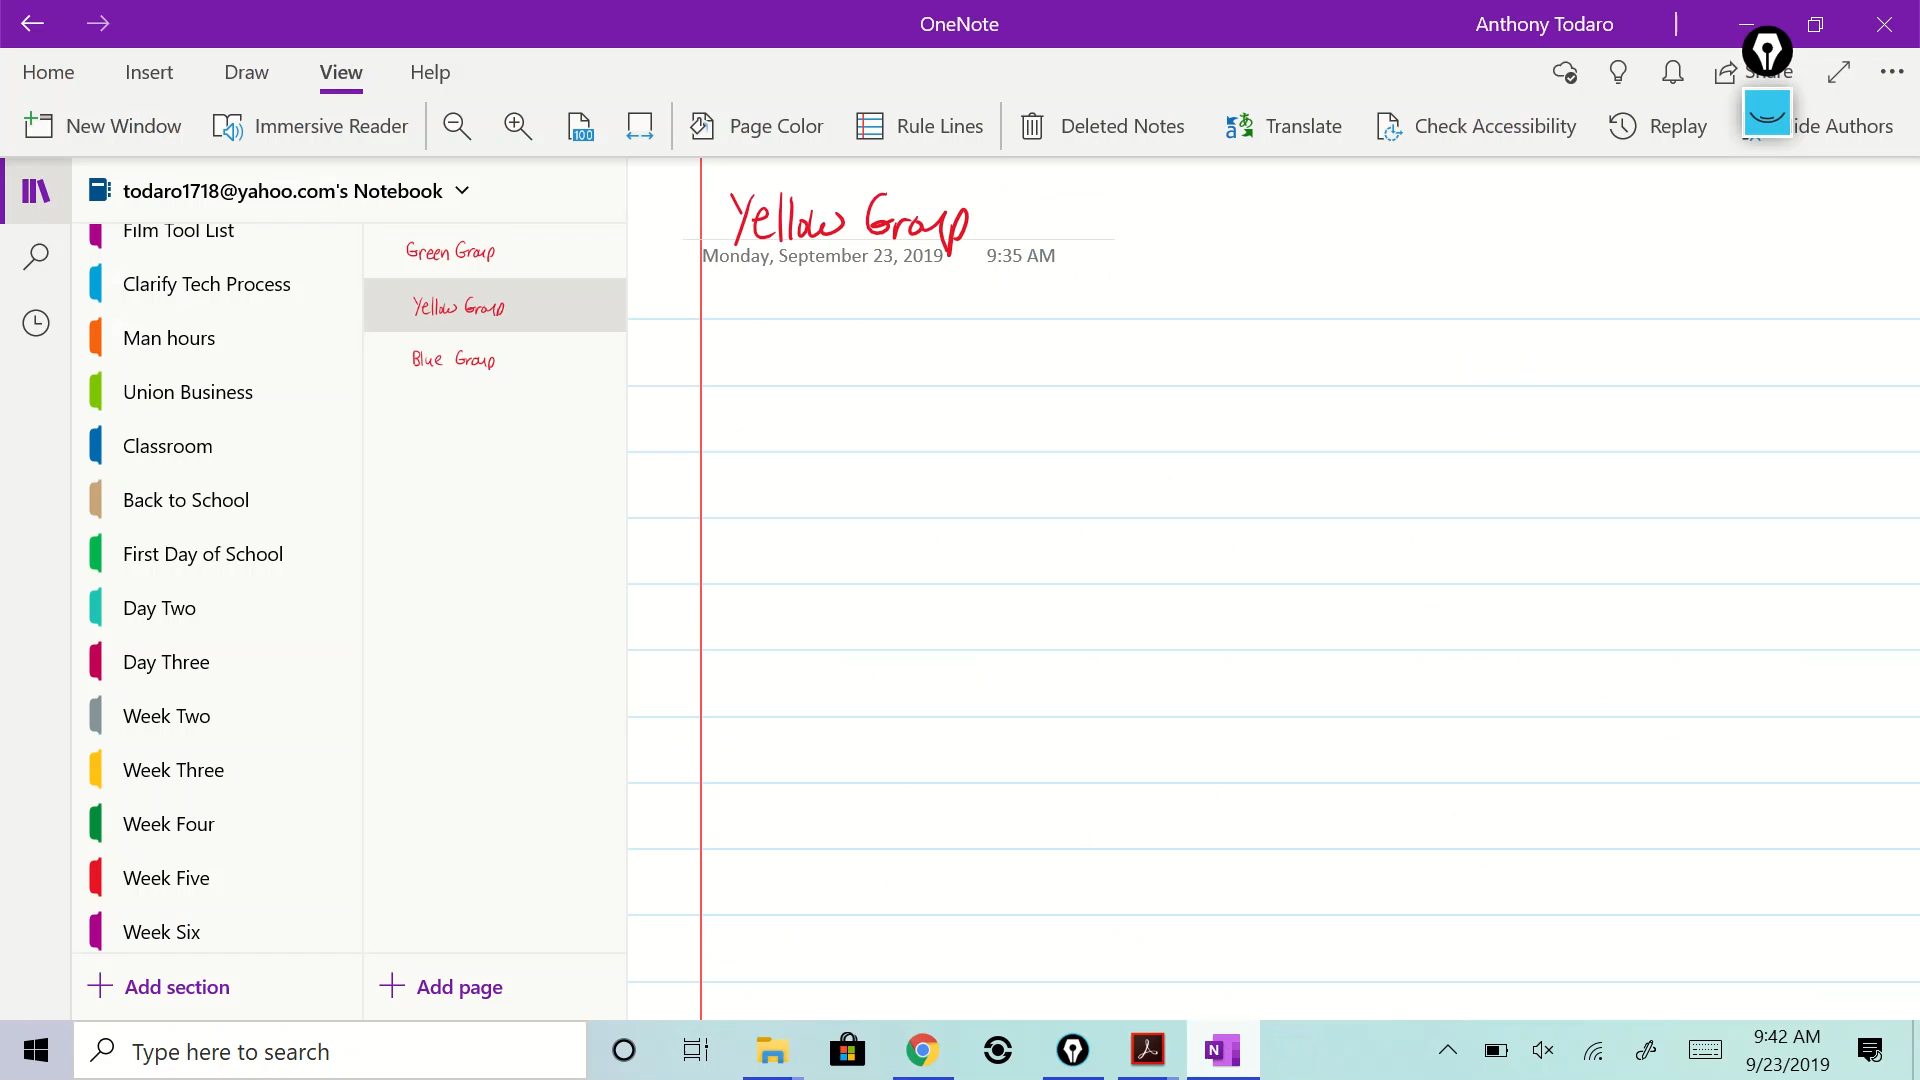 OneNote
Anthony Todaro
Home Insert Draw View Help
Share
New Window Immersive Reader 100 Page Color Rule Lines Deleted Notes Translate Check Accessibility Replay ide Authors
todaro1718@yahoo.com's Notebook
Film Tool List
Clarify Tech Process
Man hours
Union Business
Classroom
Back to School
First Day of School
Day Two
Day Three
Week Two
Week Three
Week Four
Week Five
Week Six
Add section
Green Group
Yellow Group
Blue Group
Add page
Yellow Group
Monday, September 23, 2019 9:35 AM
Type here to search
N
9:42 AM
9/23/2019